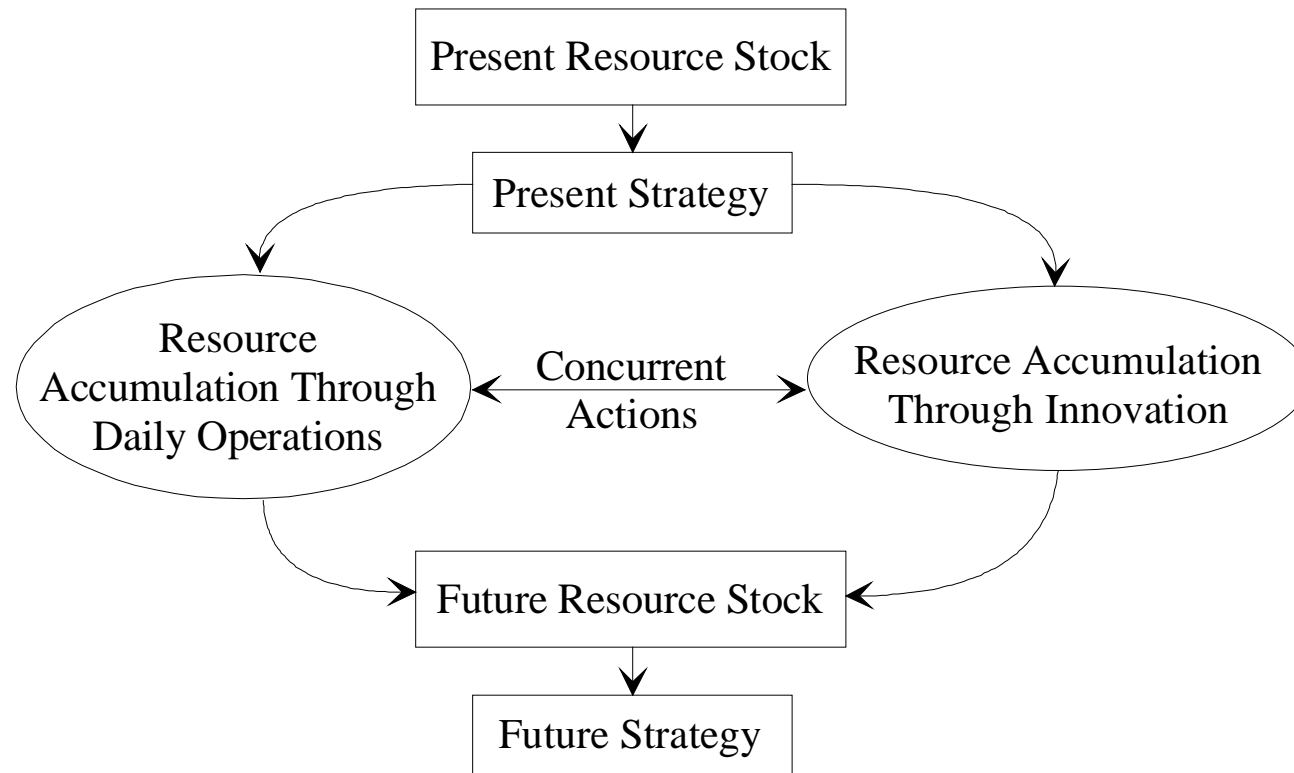 Present Resource Stock
Present Strategy
Resource
Accumulation Through
Daily Operations
Concurrent
Actions
Resource Accumulation
Through Innovation
Future Resource Stock
Future Strategy